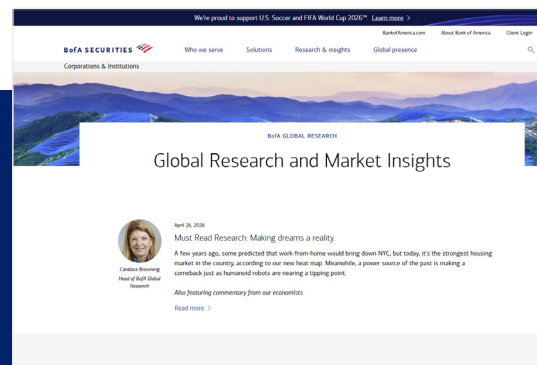 We're proud to support U.S. Soccer and FIFA World Cup 2026™ Learn more >
BankofAmerica.com About Bank of America Client Login
BofA SECURITIES Who we serve Solutions Research & insights Global presence
Corporations & Institutions
BofA GLOBAL RESEARCH
Global Research and Market Insights
April 26, 2026
Must Read Research: Making dreams a reality
A few years ago, some predicted that work-from-home would bring down NYC, but today, it's the strongest housing
market in the country, according to our new heat map. Meanwhile, a power source of the past is making a
comeback just as humanoid robots are nearing a tipping point.
Candace Browning
Head of BofA Global
Research
Also featuring commentary from our economists
Read more >